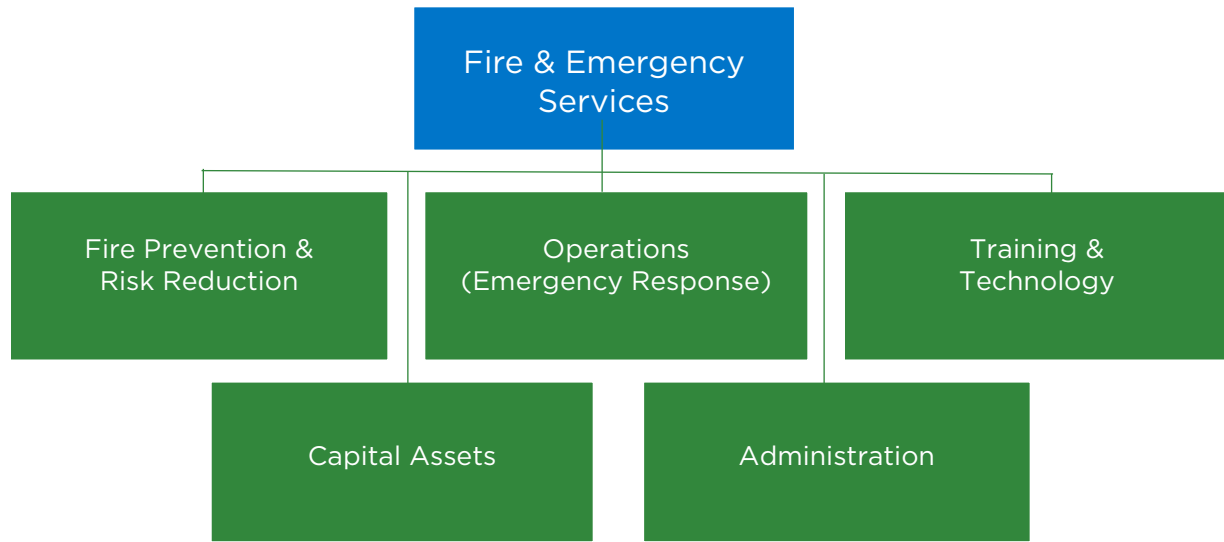 Fire & Emergency
Services
Fire Prevention &
Risk Reduction
Operations
(Emergency Response)
Training &
Technology
Capital Assets
Administration